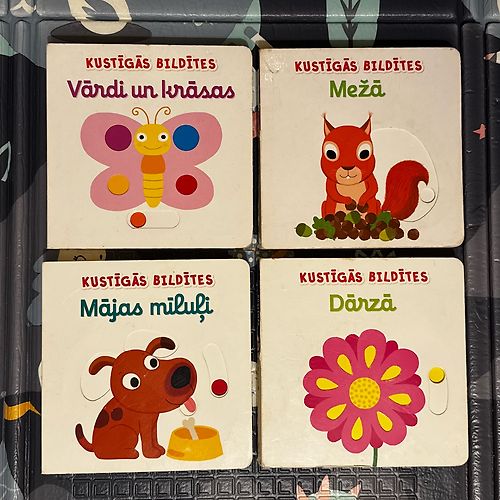 KUSTĪGĀS BILDĪTES
Vārdi un krāsas
KUSTĪGĀS BILDĪTES
Mežā
KUSTĪGĀS BILDĪTES
Mājas mīluļi
KUSTĪGĀS BILDĪTES
Dārzā